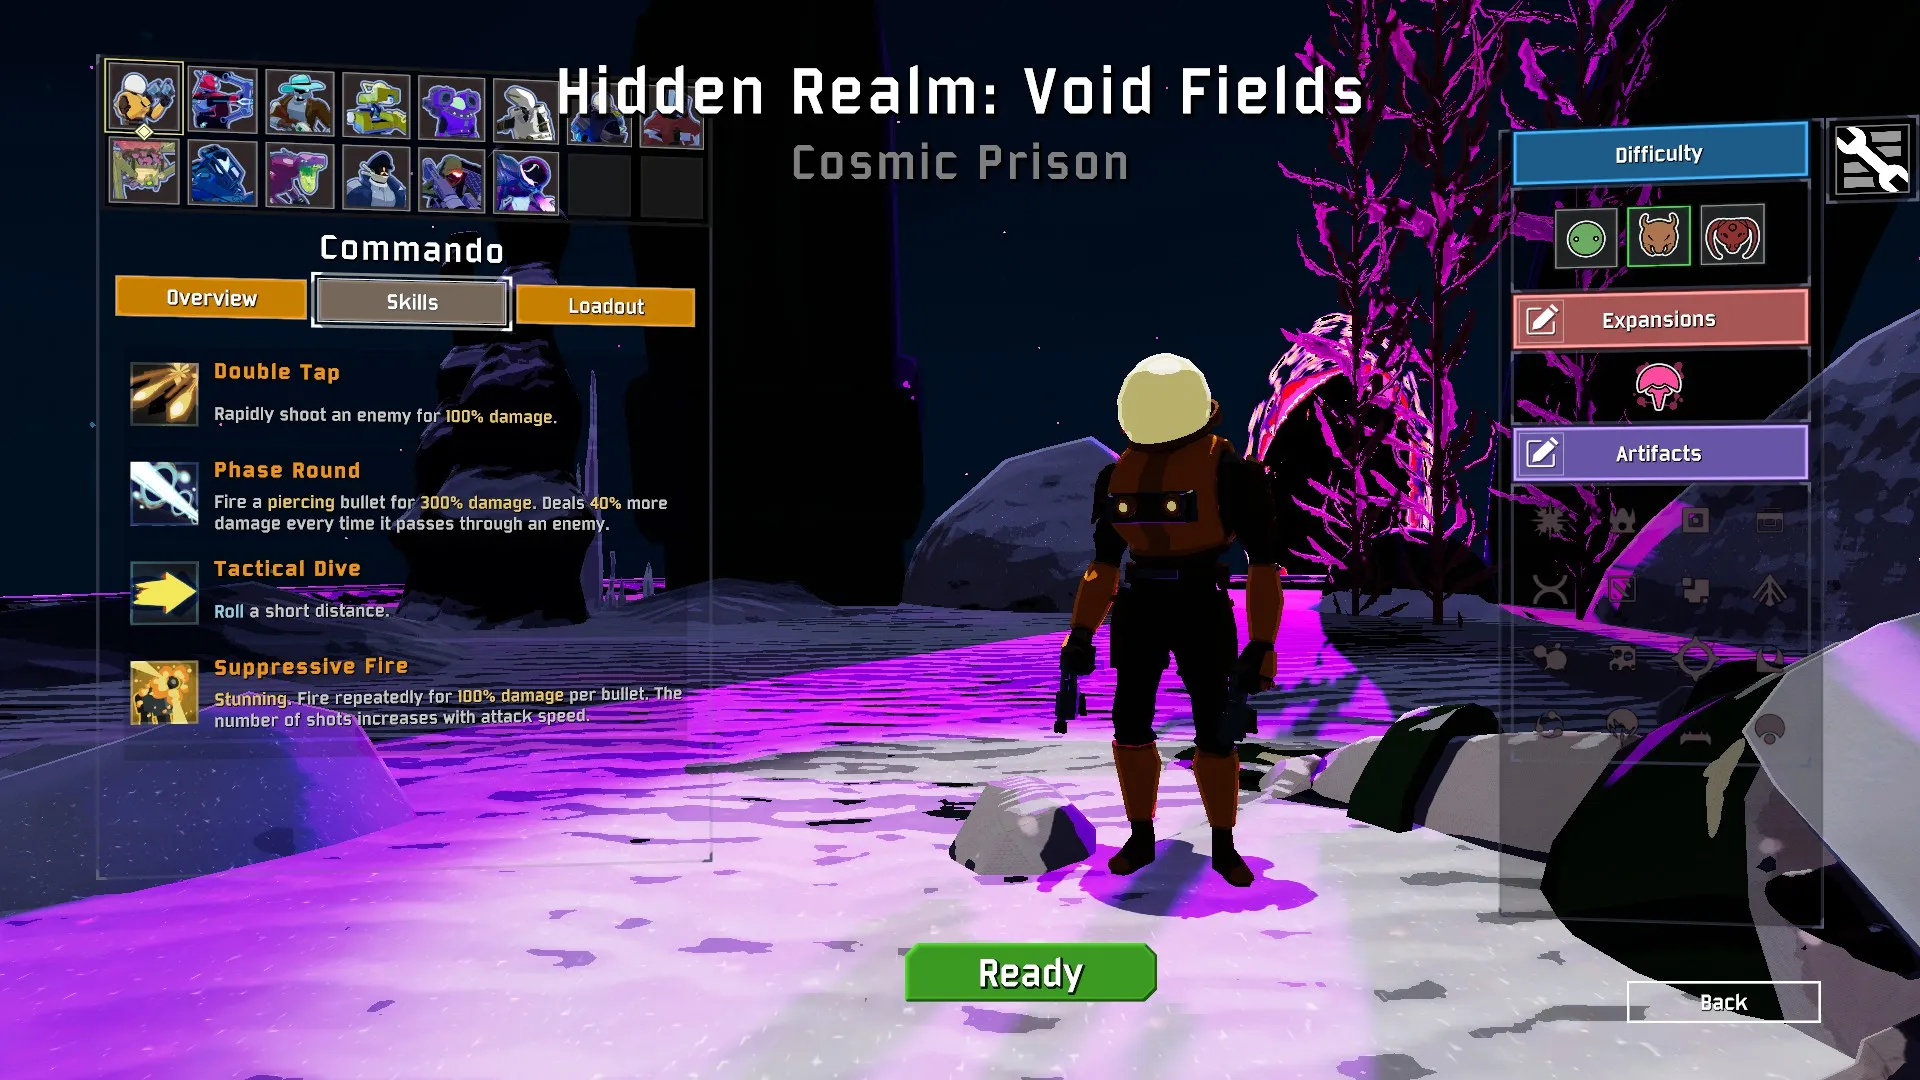 Hidden Realm: Void Fields
Cosmic Prison
Commando
Overview
Skills
Loadout
Double Tap
Rapidly shoot an enemy for 100% damage.
Phase Round
Fire a piercing bullet for 300% damage. Deals 40% more
damage every time it passes through an enemy.
Tactical Dive
Roll a short distance.
Suppressive Fire
Stunning. Fire repeatedly for 100% damage per bullet. The
number of shots increases with attack speed.
Difficulty
Expansions
Artifacts
Ready
Back